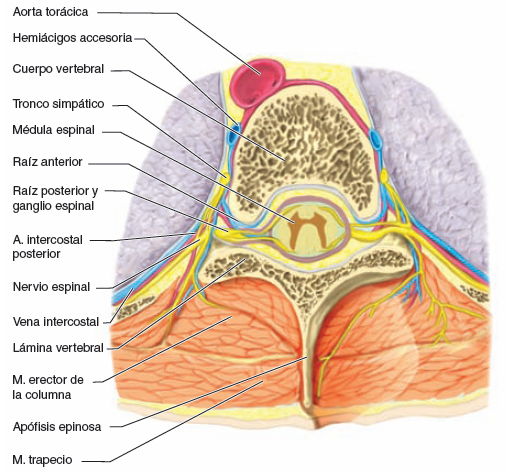 Aorta torácica
Hemiácigos accesoria
Cuerpo vertebral
Tronco simpático
Médula espinal
Raíz anterior
Raíz posterior y
ganglio espinal
A. intercostal
posterior
Nervio espinal
Vena intercostal
Lámina vertebral
M. erector de
la columna
Apófisis epinosa
M. trapecio